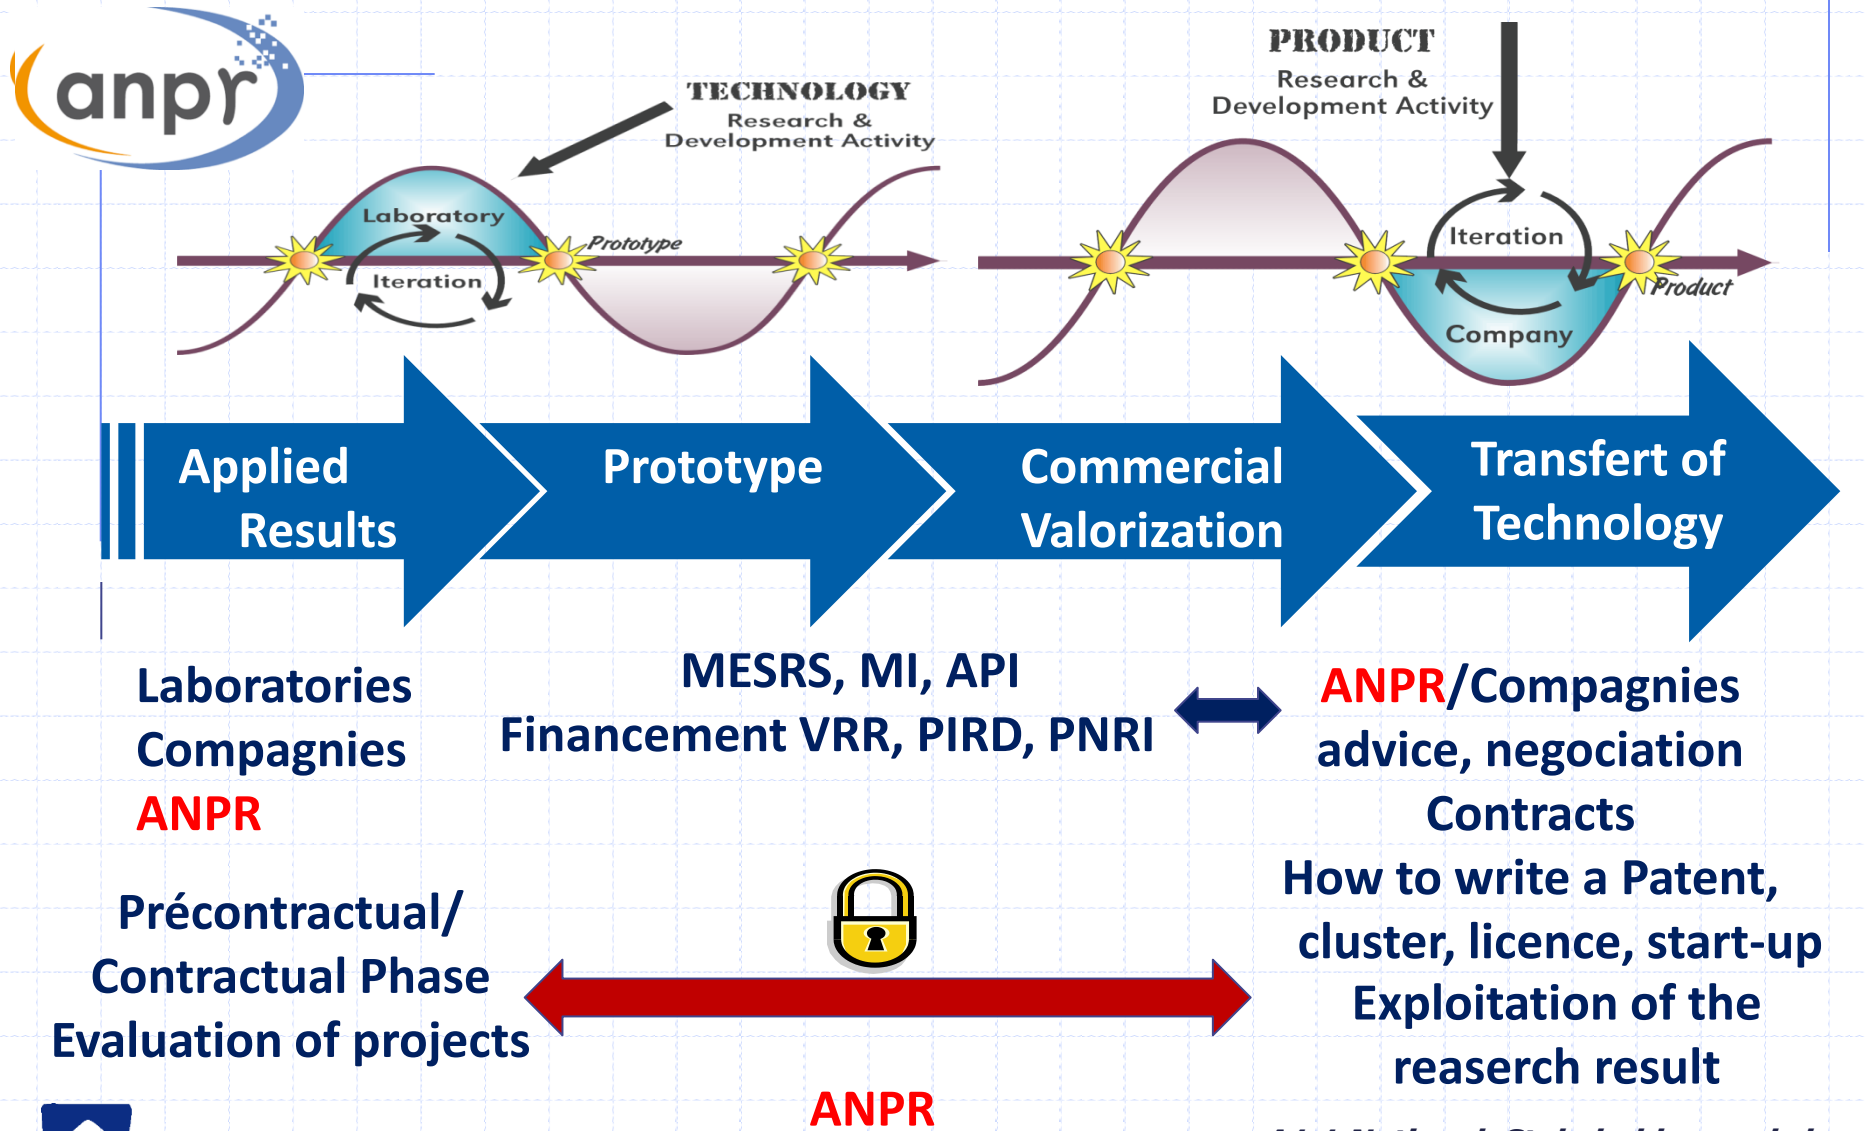 anpr
TECHNOLOGY
Research &
Development Activity
Laboratory
Iteration
Prototype
PRODUCT
Research &
Development Activity
Iteration
Company
Product
Applied
Results
Prototype
Commercial
Valorization
Transfert of
Technology
Laboratories
Compagnies
ANPR
MESRS, MI, API
Financement VRR, PIRD, PNRI
ANPR/Compagnies
advice, negociation
Contracts
How to write a Patent,
cluster, licence, start-up
Exploitation of the
reaserch result
Précontractual/
Contractual Phase
Evaluation of projects
ANPR